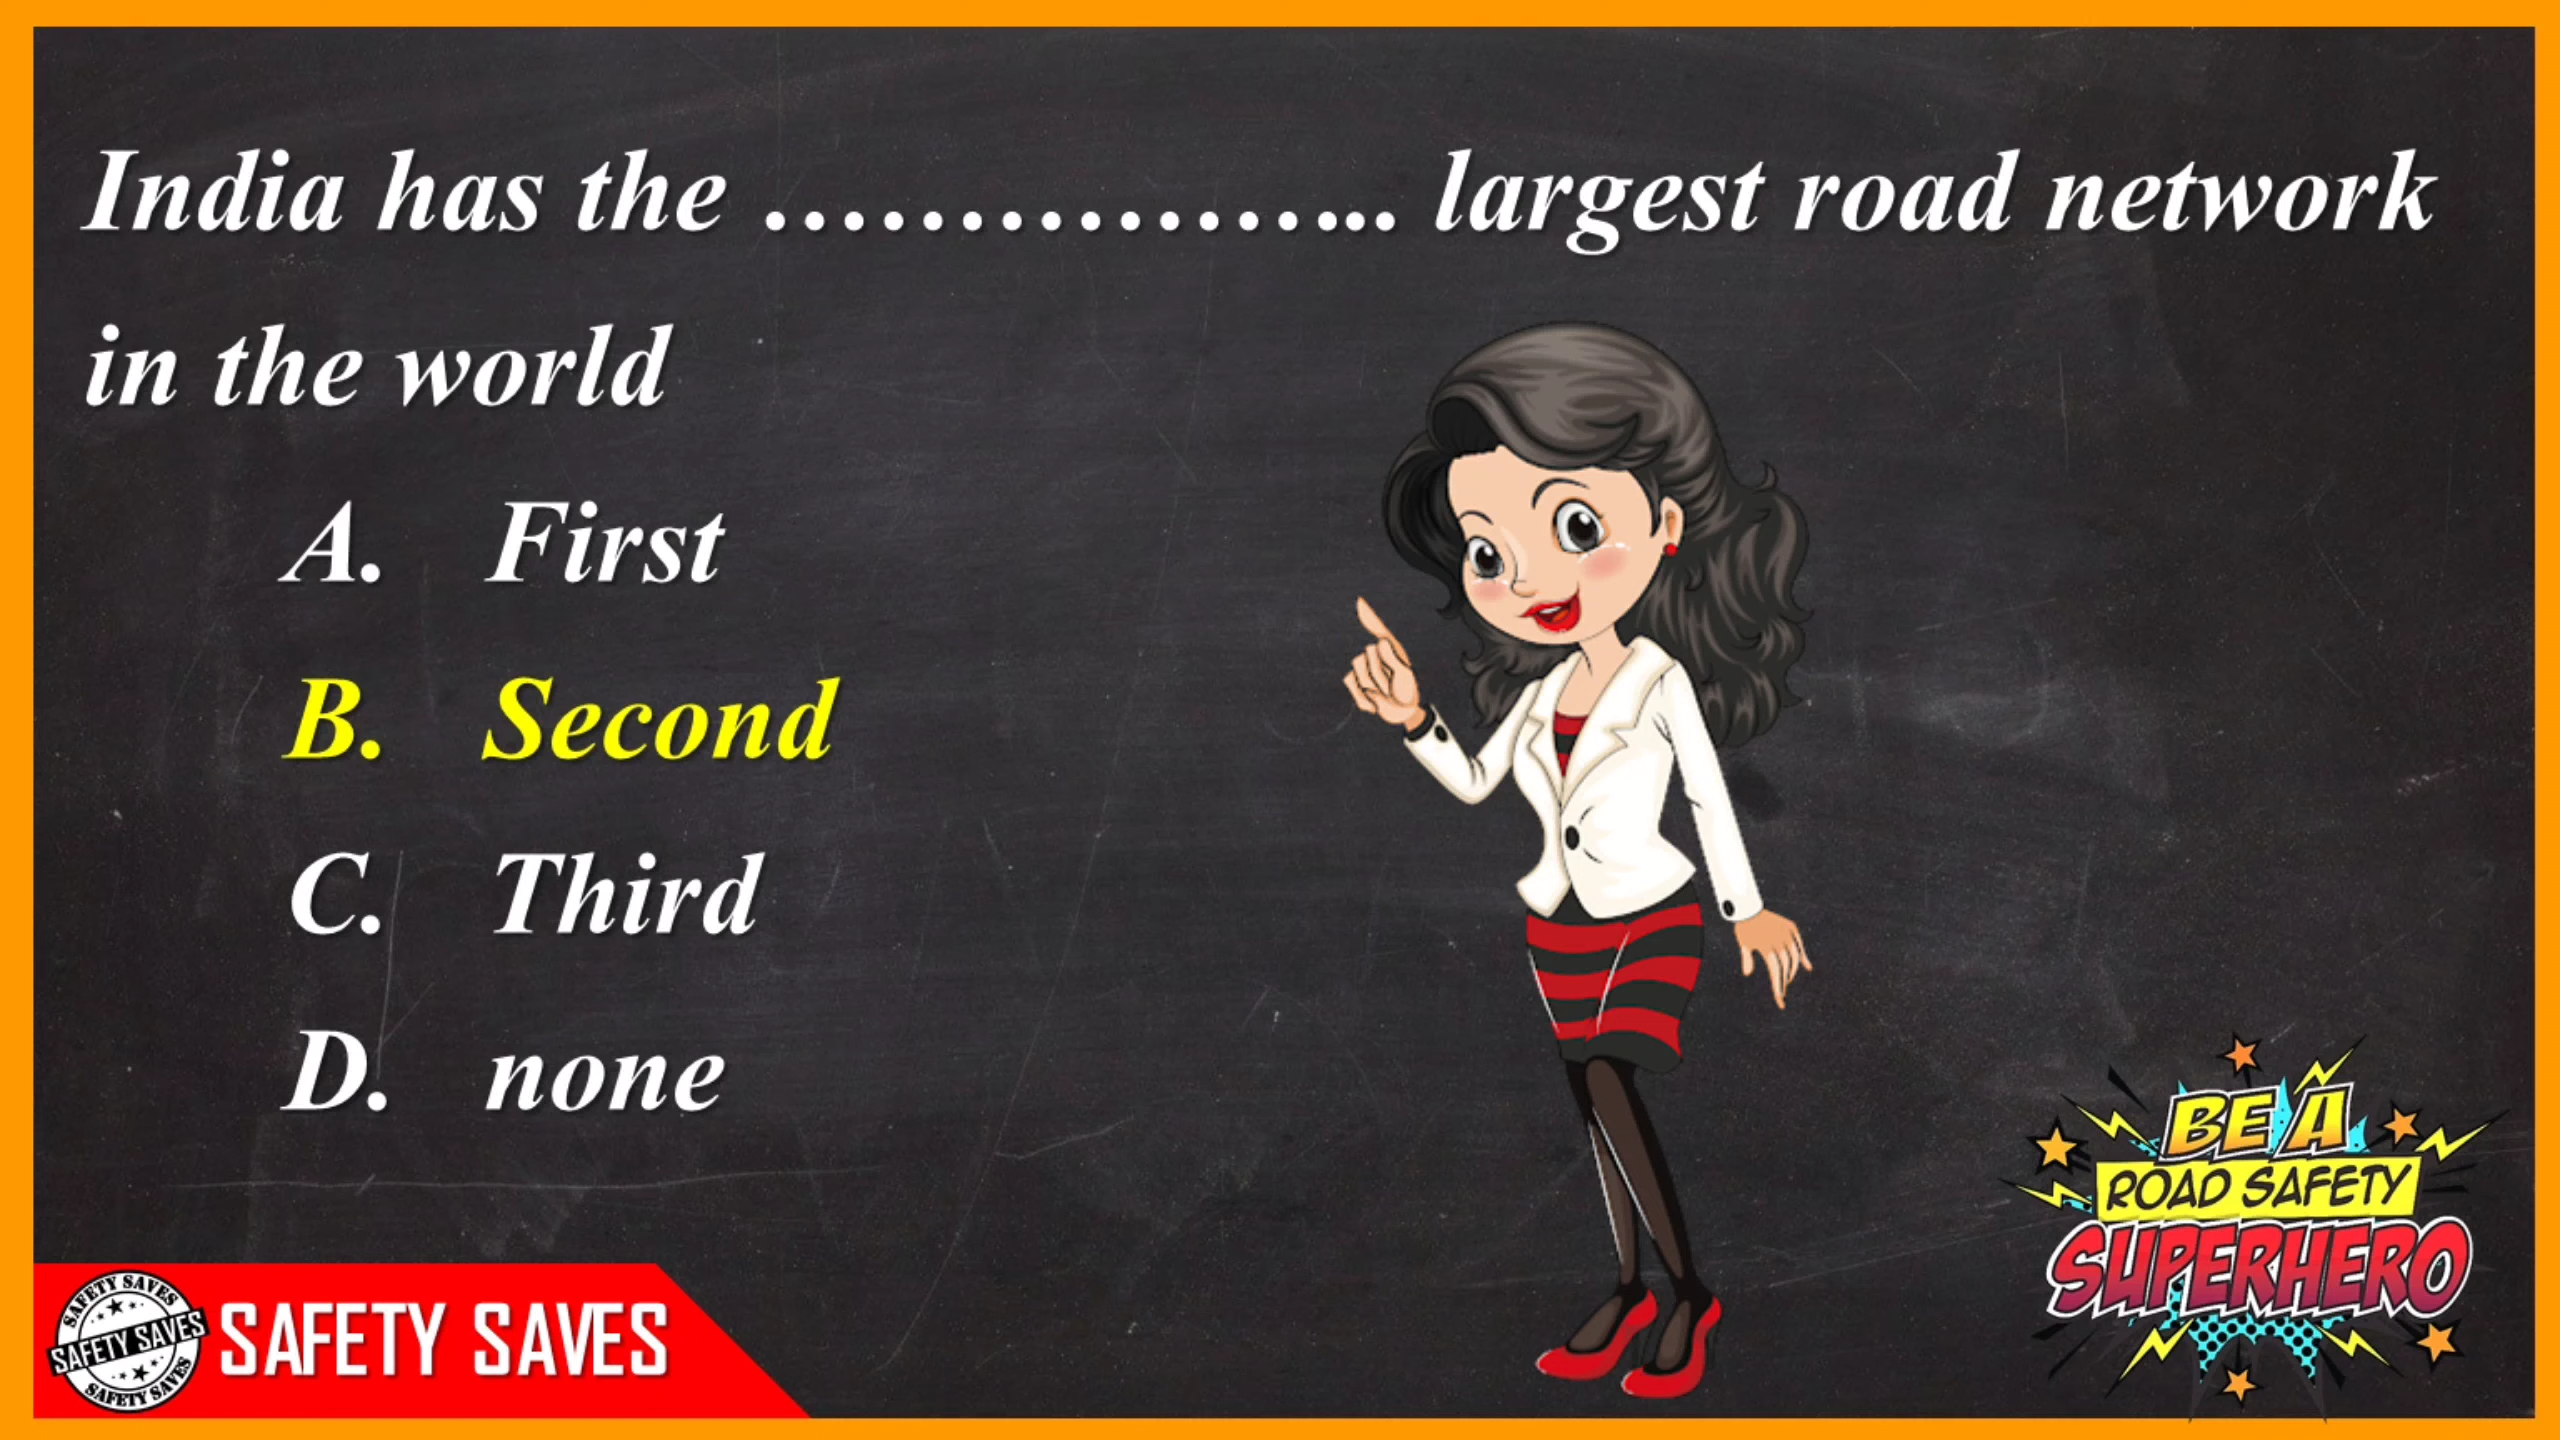 India has the ……………….. largest road network
in the world
A. First
B. Second
C. Third
D. none
SAFETY SAVES
SAFETY SAVES
SAFETY SAVES
SAFETY SAVES
BE A
ROAD SAFETY
SUPERHERO